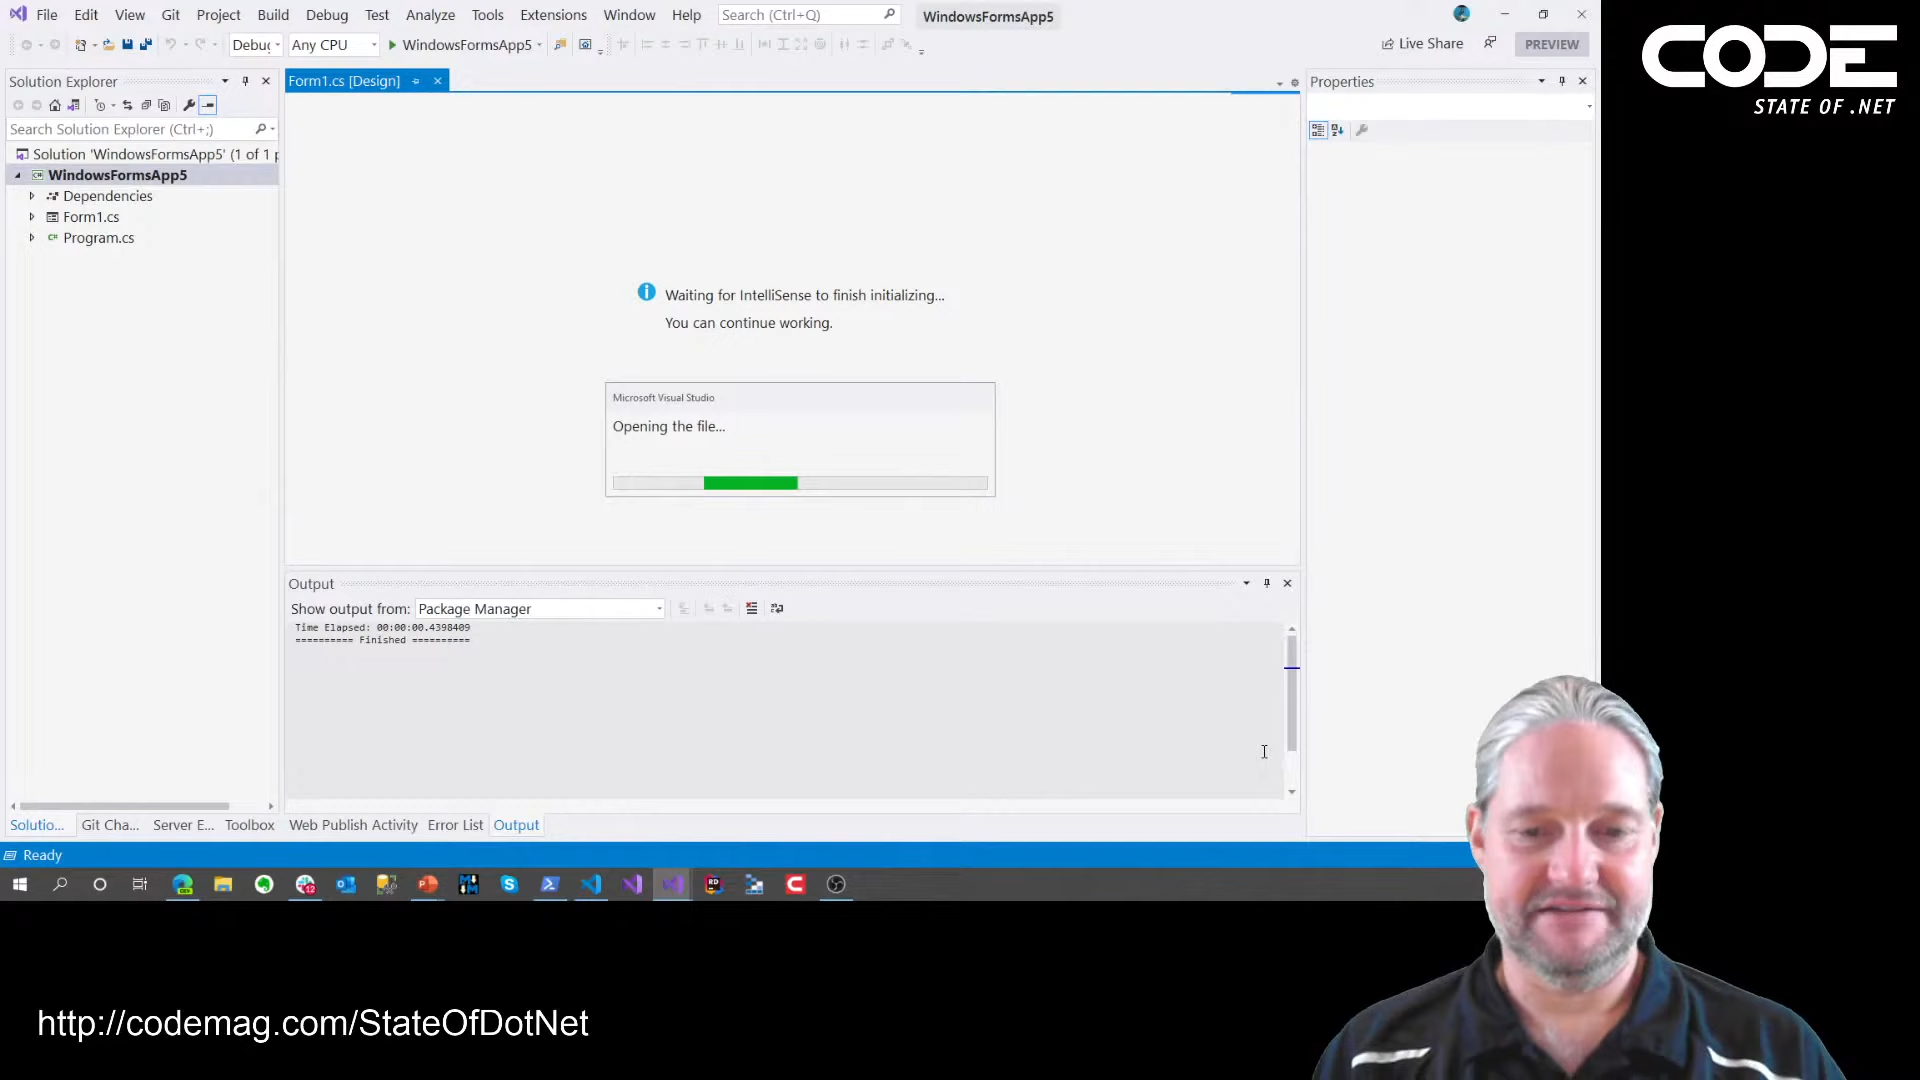 File Edit View Git Project Build Debug Test Analyze Tools Extensions Window Help Search (Ctrl+Q) WindowsFormsApp5
Debu Any CPU WindowsFormsApp5 Live Share PREVIEW
CODE
STATE OF .NET
Solution Explorer
Form1.cs [Design]
Properties
Search Solution Explorer (Ctrl+;)
Solution 'WindowsFormsApp5' (1 of 1 p
WindowsFormsApp5
Dependencies
Form1.cs
Program.cs
Waiting for IntelliSense to finish initializing...
You can continue working.
Microsoft Visual Studio
Opening the file...
Output
Show output from: Package Manager
Time Elapsed: 00:00:00.4398409
========== Finished ==========
Solutio... Git Cha... Server E... Toolbox Web Publish Activity Error List Output
Ready
http://codemag.com/StateOfDotNet